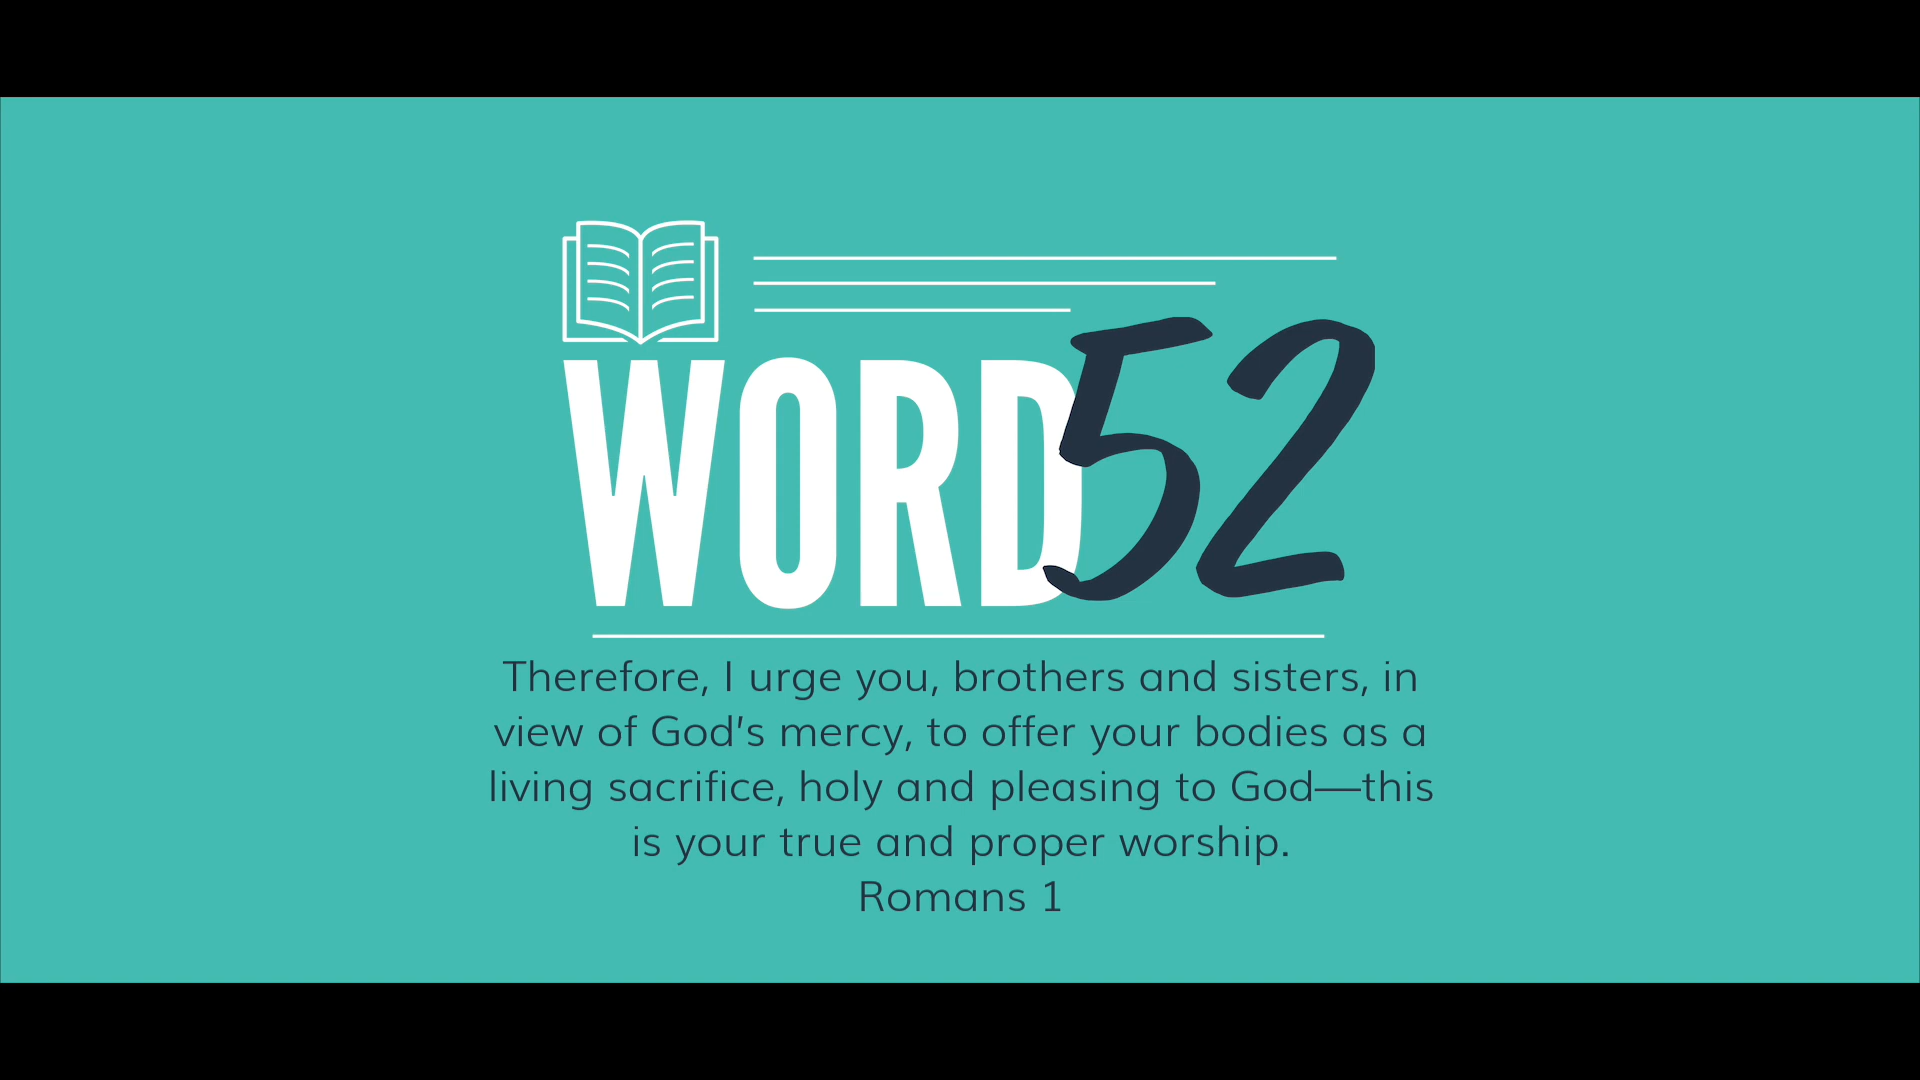 WORD52
Therefore, I urge you, brothers and sisters, in
view of God's mercy, to offer your bodies as a
living sacrifice, holy and pleasing to God—this
is your true and proper worship.
Romans 1